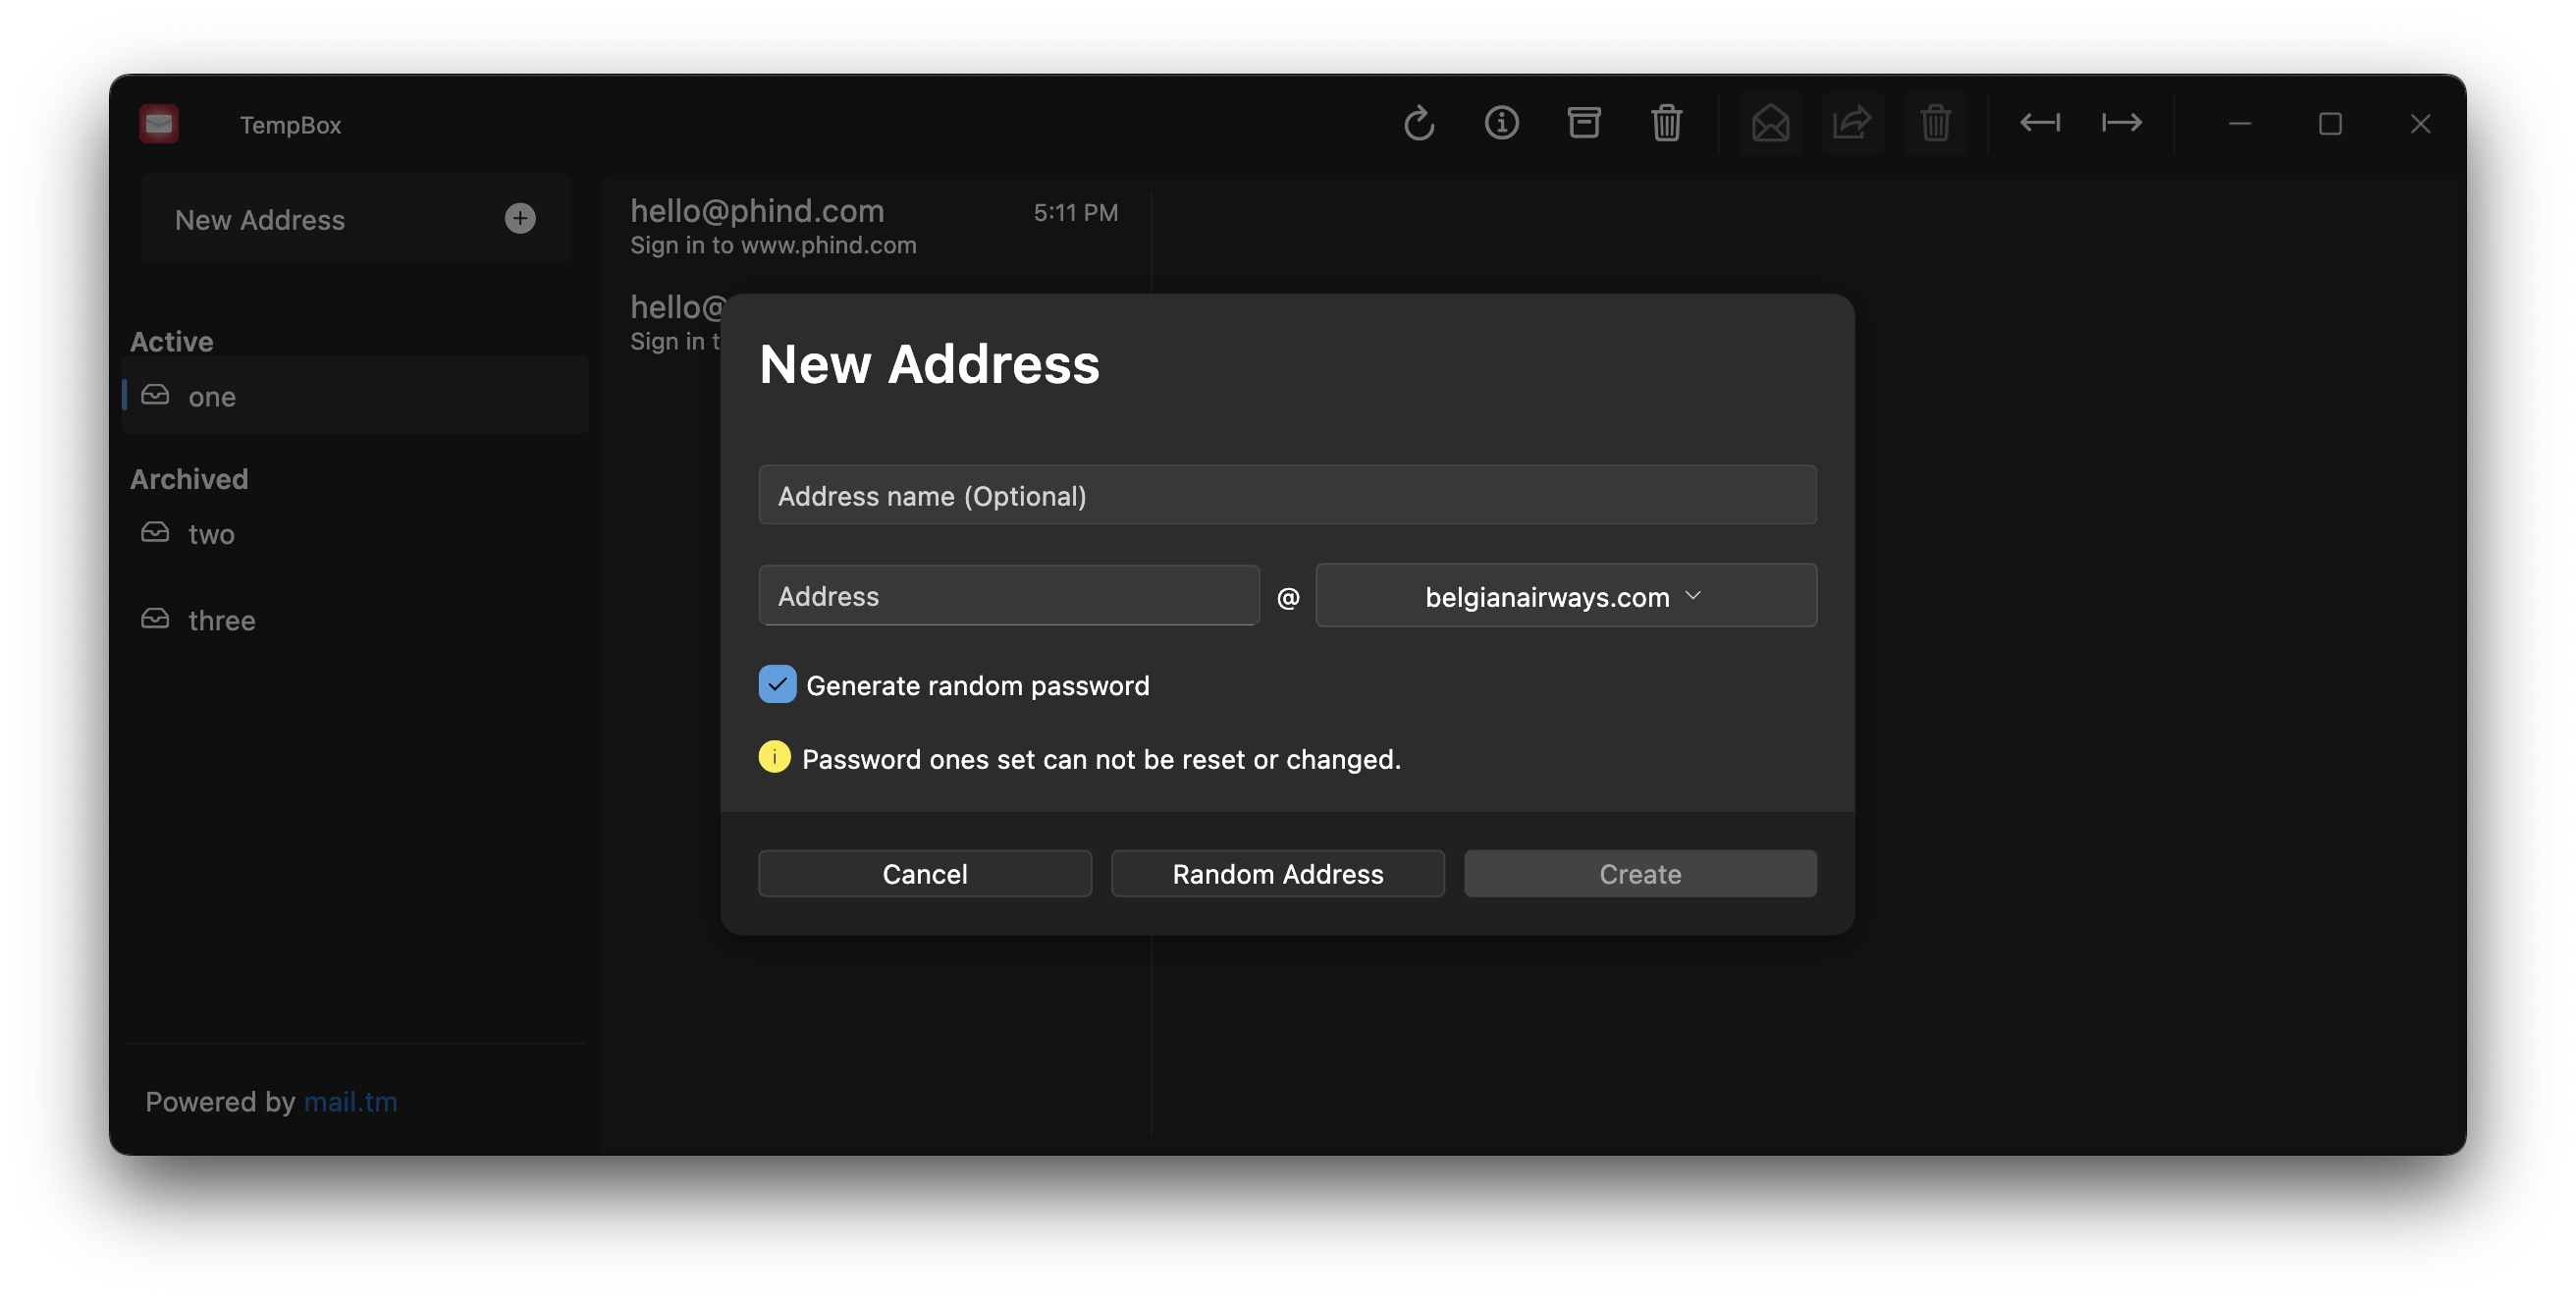 TempBox
New Address
Active
one
Archived
two
three
Powered by mail.tm
hello@phind.com 5:11 PM
Sign in to www.phind.com
hello@
Sign in t
New Address
Address name (Optional)
Address @ belgianairways.com
Generate random password
Password ones set can not be reset or changed.
Cancel Random Address Create